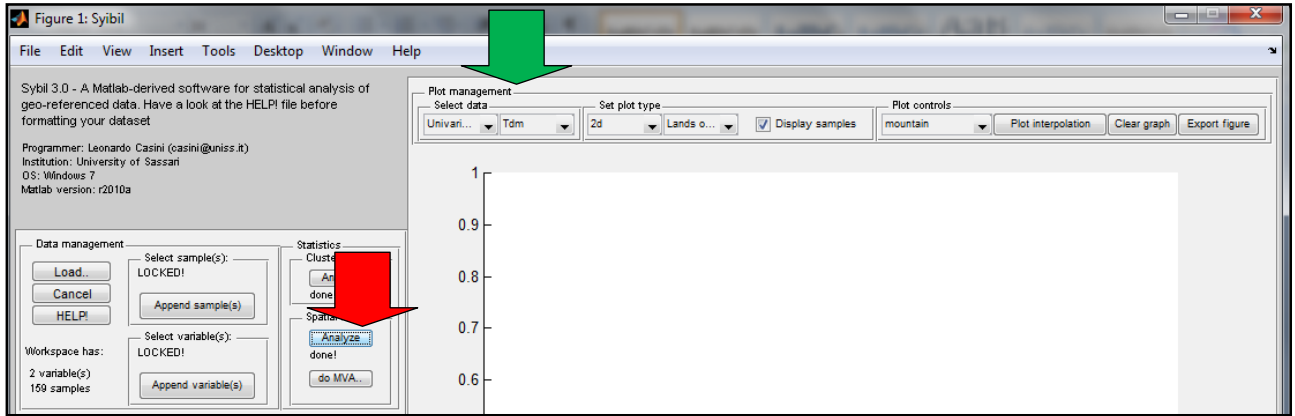 Figure 1: Syibil
File Edit View Insert Tools Desktop Window Help
Sybil 3.0 - A Matlab-derived software for statistical analysis of
geo-referenced data. Have a look at the HELP! file before
formatting your dataset
Programmer: Leonardo Casini (casini@uniss.it)
Institution: University of Sassari
OS: Windows 7
Matlab version: r2010a
Plot management
Select data
Set plot type
Plot controls
Univari... Tdm
2d Lands o... Display samples
mountain Plot interpolation Clear graph Export figure
Data management
Load..
Cancel
HELP!
Workspace has:
2 variable(s)
159 samples
Select sample(s):
LOCKED!
Append sample(s)
Select variable(s):
LOCKED!
Append variable(s)
Statistics
done
Analyze
done!
do MVA..
1
0.9
0.8
0.7
0.6